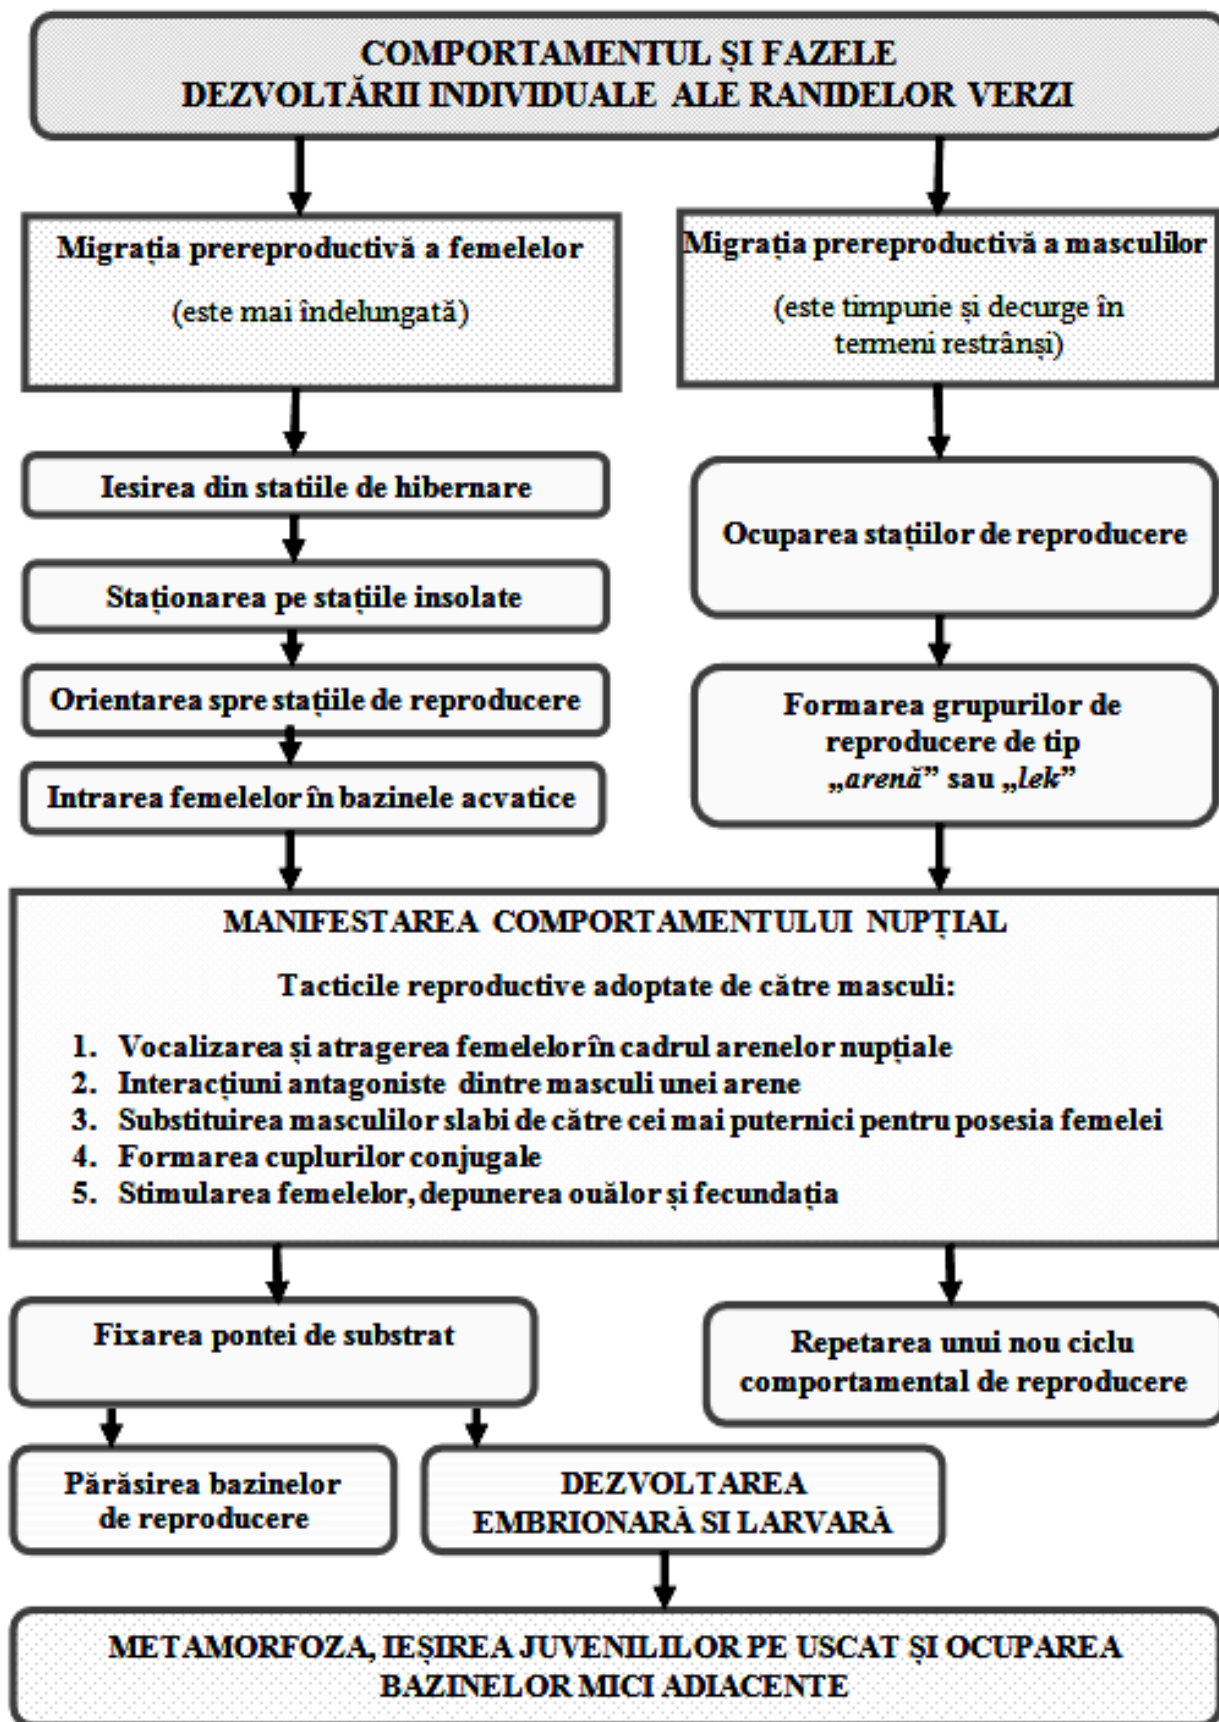 COMPORTAMENTUL ȘI FAZELE
DEZVOLTĂRII INDIVIDUALE ALE RANIDELOR VERZI
Migrația prereproductivă a femelelor
(este mai îndelungată)
Migrația prereproductivă a masculilor
(este timpurie și decurge în
termeni restrânși)
Iesirea din statiile de hibernare
Staționarea pe stațiile insolate
Orientarea spre stațiile de reproducere
Intrarea femelelor în bazinele acvatice
Ocuparea stațiilor de reproducere
Formarea grupurilor de
reproducere de tip
„arenă” sau „lek”
MANIFESTAREA COMPORTAMENTULUI NUPȚIAL
Tacticile reproductive adoptate de către masculi:
1. Vocalizarea și atragerea femelelor în cadrul arenelor nupțiale
2. Interacțiuni antagoniste dintre masculi unei arene
3. Substituirea masculilor slabi de către cei mai puternici pentru posesia femelei
4. Formarea cuplurilor conjugale
5. Stimularea femelelor, depunerea ouălor și fecundația
Fixarea pontei de substrat
Repetarea unui nou ciclu
comportamental de reproducere
Părăsirea bazinelor
de reproducere
DEZVOLTAREA
EMBRIONARĂ SI LARVARĂ
METAMORFOZA, IEȘIREA JUVENILILOR PE USCAT ȘI OCUPAREA
BAZINELOR MICI ADIACENTE